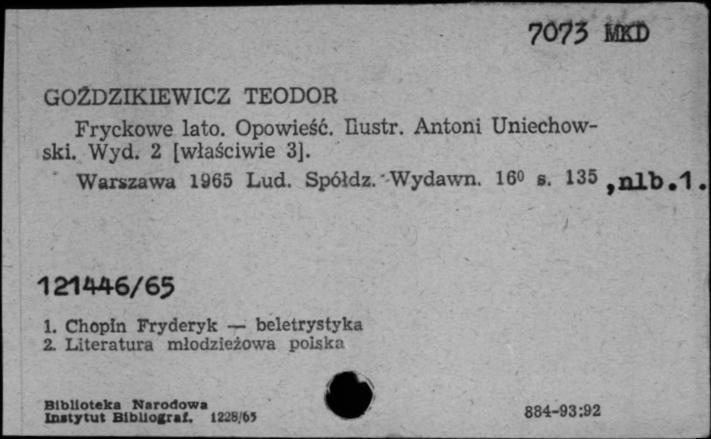 7073 MKD
GOŹDZIKIEWICZ TEODOR
Fryckowe lato. Opowieść. Ilustr. Antoni Uniechow-
ski. Wyd. 2 [właściwie 3].
Warszawa 1965 Lud. Spółdz. Wydawn. 16⁰ s. 135 ,nlb.1.
121446/65
1. Chopin Fryderyk — beletrystyka
2. Literatura młodzieżowa polska
Biblioteka Narodowa
Instytut Bibliograf. 1228/65
884-93:92